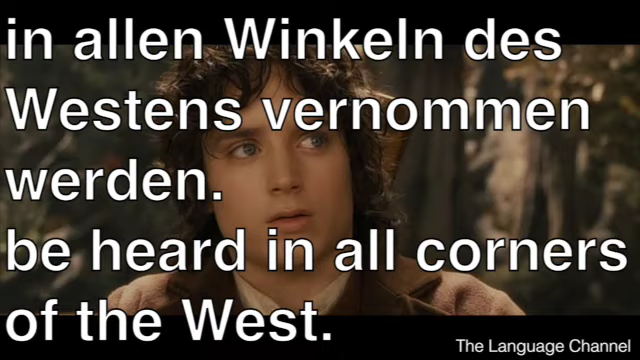 in allen Winkeln des
Westens vernommen
werden.
be heard in all corners
of the West.
The Language Channel